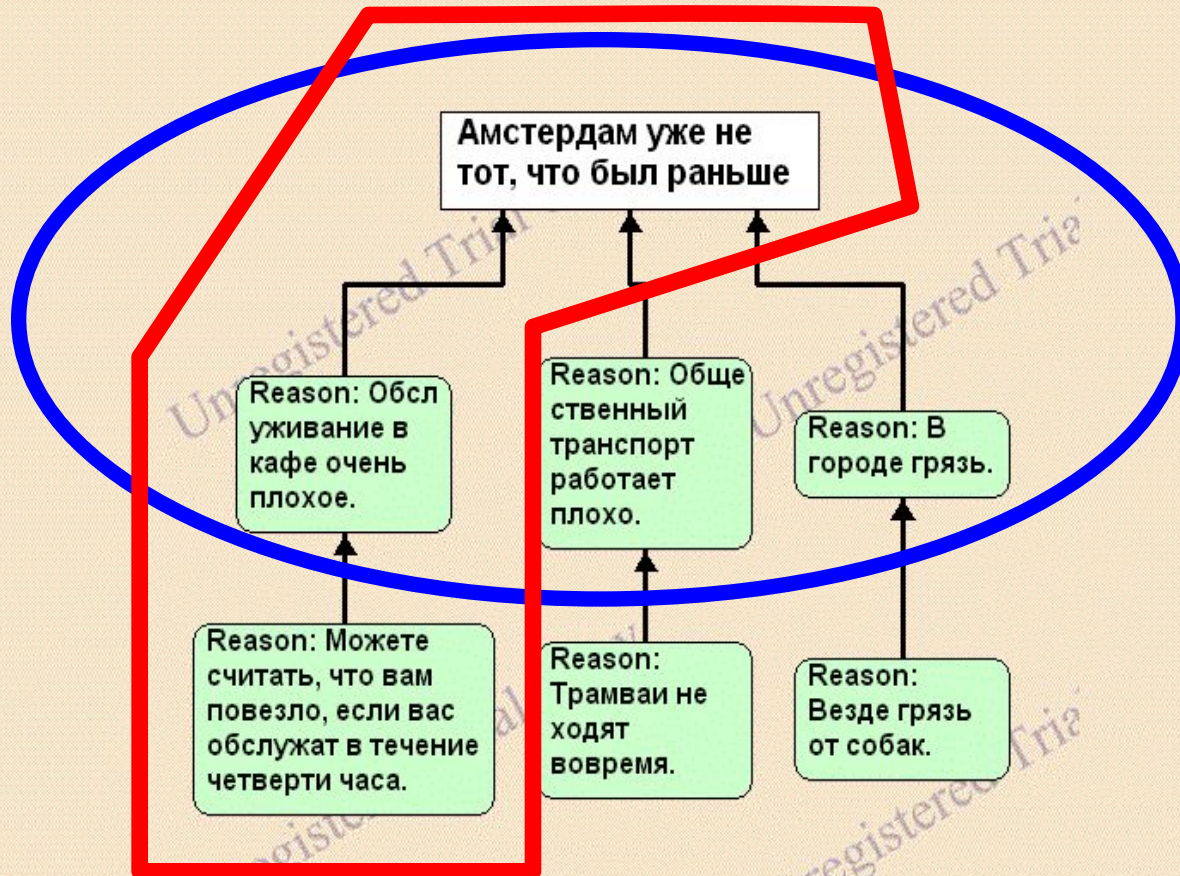 Амстердам уже не
тот, что был раньше
Reason: Обсл
уживание в
кафе очень
плохое.
Reason: Обще
ственный
транспорт
работает
плохо.
Reason: В
городе грязь.
Reason: Можете
считать, что вам
повезло, если вас
обслужат в течение
четверти часа.
Reason:
Трамваи не
ходят
вовремя.
Reason:
Везде грязь
от собак.
Unregistered Trial
Unregistered Tria